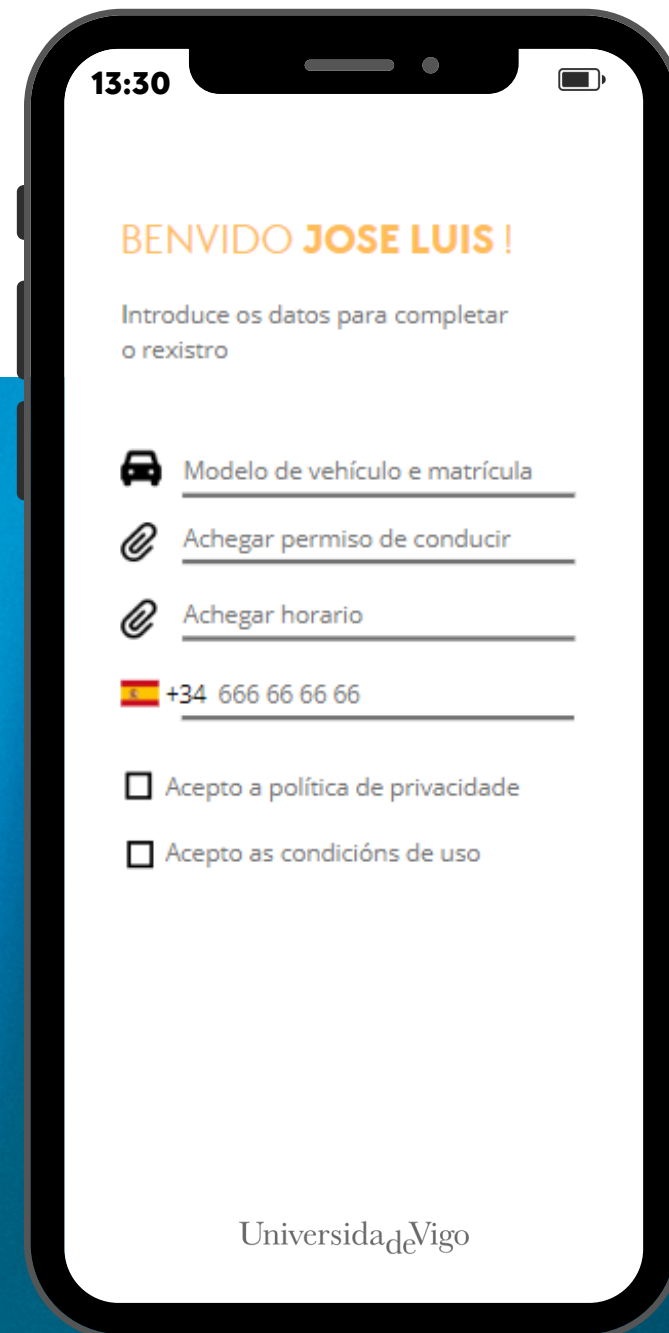 13:30
BENVIDO JOSE LUIS !
Introduce os datos para completar
o rexistro
Modelo de vehículo e matrícula
Achegar permiso de conducir
Achegar horario
+34 666 66 66 66
Acepto a política de privacidade
Acepto as condicións de uso
UniversidadeVigo